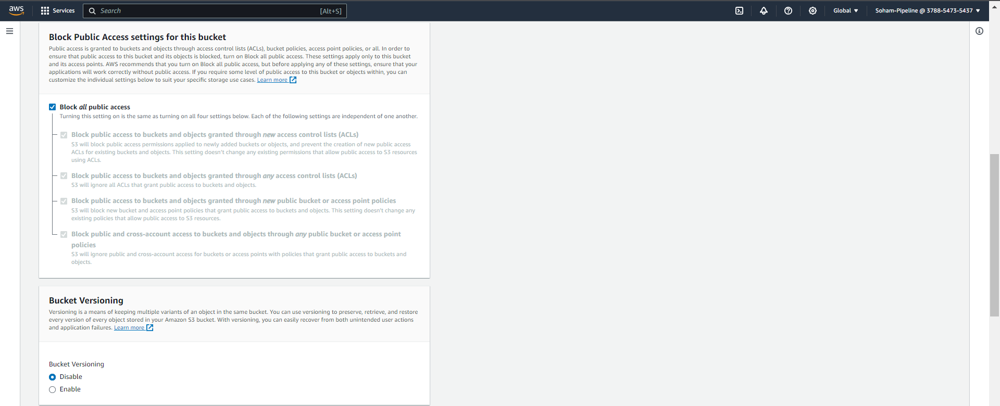 aws
Services
Search
[Alt+S]
Global
Soham-Pipeline @ 3788-5473-5437
Block Public Access settings for this bucket
Public access is granted to buckets and objects through access control lists (ACLs), bucket policies, access point policies, or all. In order to
ensure that public access to this bucket and its objects is blocked, turn on Block all public access. These settings apply only to this bucket
and its access points. AWS recommends that you turn on Block all public access, but before applying any of these settings, ensure that your
applications will work correctly without public access. If you require some level of public access to this bucket or objects within, you can
customize the individual settings below to suit your specific storage use cases. Learn more
Block all public access
Turning this setting on is the same as turning on all four settings below. Each of the following settings are independent of one another.
Block public access to buckets and objects granted through new access control lists (ACLs)
S3 will block public access permissions applied to newly added buckets or objects, and prevent the creation of new public access
ACLs for existing buckets and objects. This setting doesn't change any existing permissions that allow public access to S3 resources
using ACLs.
Block public access to buckets and objects granted through any access control lists (ACLs)
S3 will ignore all ACLs that grant public access to buckets and objects.
Block public access to buckets and objects granted through new public bucket or access point policies
S3 will block new bucket and access point policies that grant public access to buckets and objects. This setting doesn't change any
existing policies that allow public access to S3 resources.
Block public and cross-account access to buckets and objects through any public bucket or access point
policies
S3 will ignore public and cross-account access for buckets or access points with policies that grant public access to buckets and
objects.
Bucket Versioning
Versioning is a means of keeping multiple variants of an object in the same bucket. You can use versioning to preserve, retrieve, and restore
every version of every object stored in your Amazon S3 bucket. With versioning, you can easily recover from both unintended user actions
and application failures. Learn more
Bucket Versioning
Disable
Enable